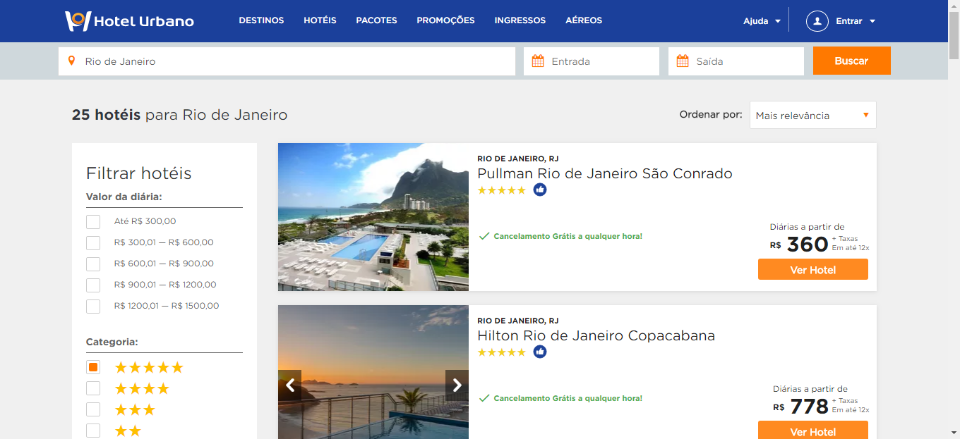 Hotel Urbano
DESTINOS
HOTÉIS
PACOTES
PROMOÇÕES
INGRESSOS
AÉREOS
Ajuda
Entrar
Rio de Janeiro
Entrada
Saída
Buscar
25 hotéis para Rio de Janeiro
Ordenar por:
Mais relevância
Filtrar hotéis
Valor da diária:
Até R$ 300,00
R$ 300,01 — R$ 600,00
R$ 600,01 — R$ 900,00
R$ 900,01 — R$ 1200,00
R$ 1200,01 — R$ 1500,00
Categoria:
RIO DE JANEIRO, RJ
Pullman Rio de Janeiro São Conrado
Cancelamento Grátis a qualquer hora!
Diárias a partir de
R$ 360 + Taxas
Em até 12x
Ver Hotel
RIO DE JANEIRO, RJ
Hilton Rio de Janeiro Copacabana
Cancelamento Grátis a qualquer hora!
Diárias a partir de
R$ 778 + Taxas
Em até 12x
Ver Hotel